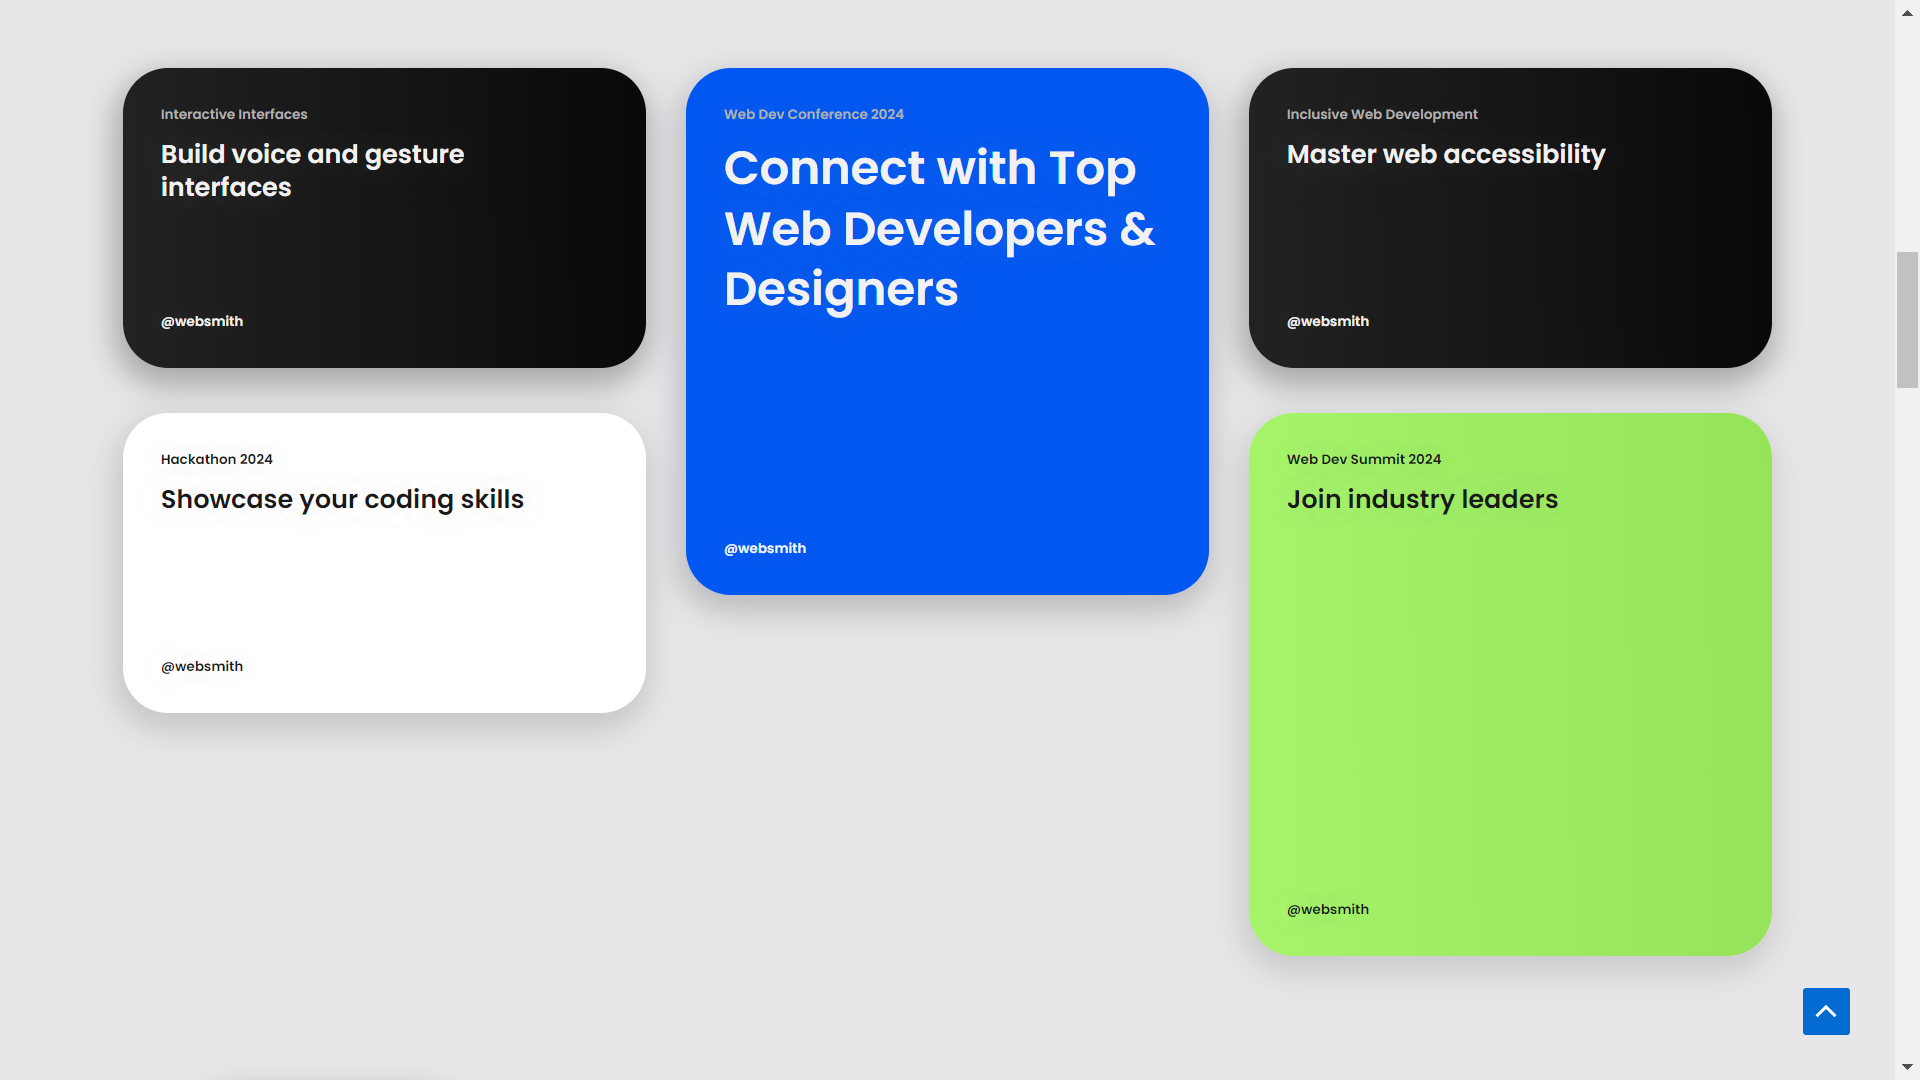 Interactive Interfaces
Build voice and gesture
interfaces
@websmith
Web Dev Conference 2024
Connect with Top
Web Developers &
Designers
@websmith
Inclusive Web Development
Master web accessibility
@websmith
Hackathon 2024
Showcase your coding skills
@websmith
Web Dev Summit 2024
Join industry leaders
@websmith